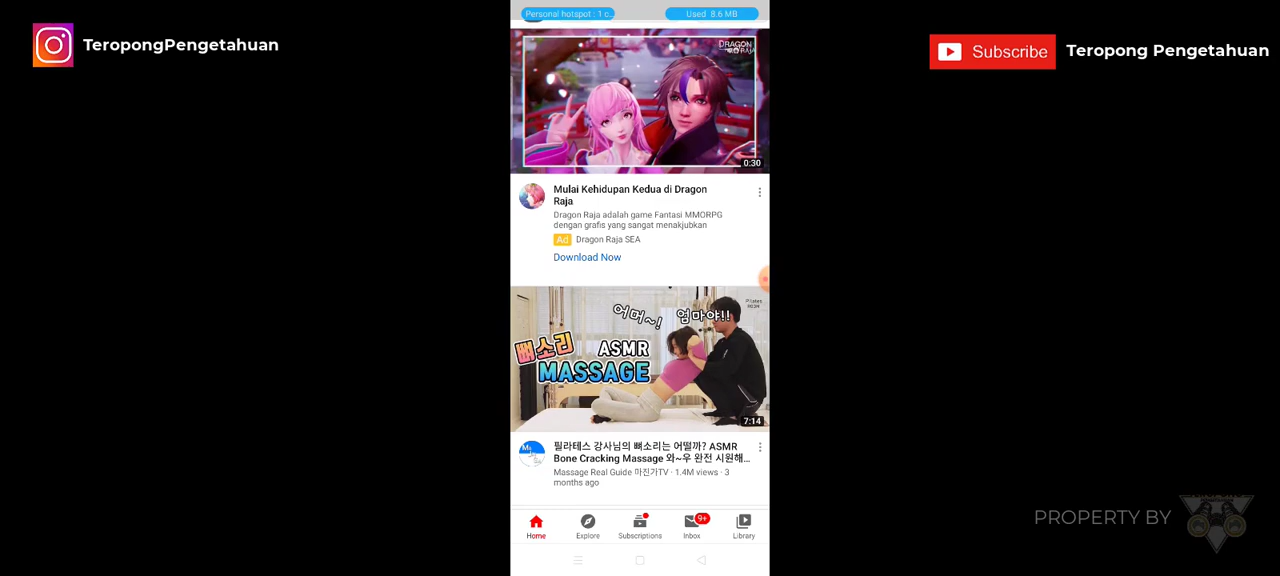 Personal hotspot : 1 c...
Used 8.6 MB
TeropongPengetahuan
Subscribe
Teropong Pengetahuan
DRAGON
RAJA
0:30
Mulai Kehidupan Kedua di Dragon
Raja
Dragon Raja adalah game Fantasi MMORPG
dengan grafis yang sangat menakjubkan
Ad Dragon Raja SEA
Download Now
어머~!
엄마야!!
뼈소리
ASMR
MASSAGE
7:14
필라테스 강사님의 뼈소리는 어떨까? ASMR
Bone Cracking Massage 와~우 완전 시원해...
Massage Real Guide 마진가TV · 1.4M views · 3
months ago
9+
Home
Explore
Subscriptions
Inbox
Library
PROPERTY BY